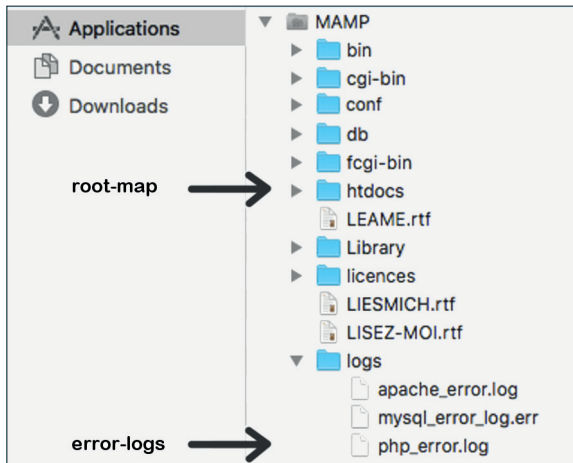 Applications
Documents
Downloads
root-map
error-logs
MAMP
bin
cgi-bin
conf
db
fcgi-bin
htdocs
LEAME.rtf
Library
licences
LIESMICH.rtf
LISEZ-MOI.rtf
logs
apache_error.log
mysql_error_log.err
php_error.log